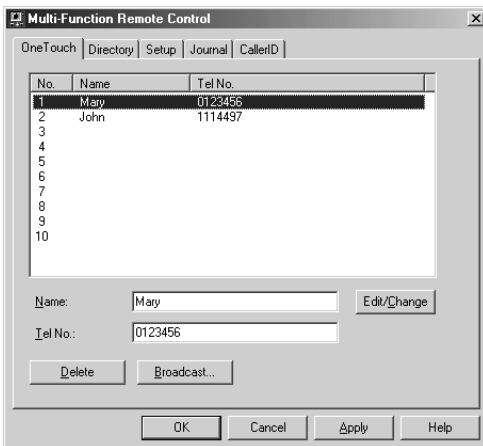 Multi-Function Remote Control
OneTouch Directory Setup Journal CallerID
No. Name Tel No.
1 Mary 0123456
2 John 1114497
3
4
5
6
7
8
9
10
Name: Mary Edit/Change
Tel No.: 0123456
Delete Broadcast...
OK Cancel Apply Help